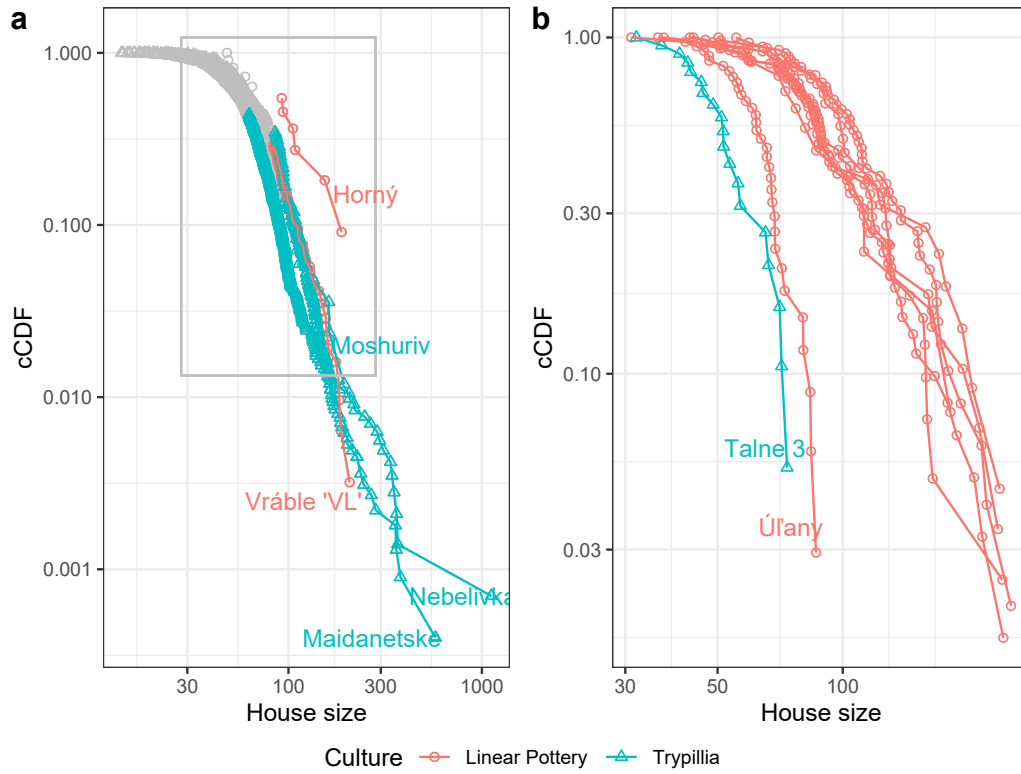 a
b
1.000
0.100
0.010
0.001
cCDF
Horný
Moshuriv
Vráble 'VL'
Nebelivka
Maidanetske
30
100
300
1000
House size
1.00
0.30
0.10
0.03
cCDF
Talne 3
Úľany
30
50
100
House size
Culture
Linear Pottery
Trypillia